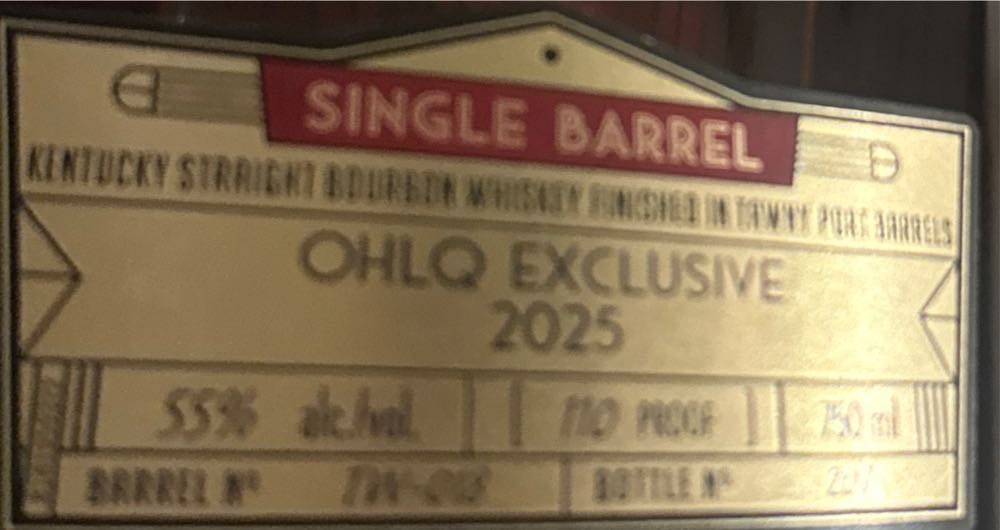 SINGLE BARREL
KENTUCKY STRAIGHT BOURBON WHISKEY FINISHED IN TAWNY PORT BARRELS
OHLQ EXCLUSIVE
2025
55% alc./vol. 110 PROOF 750 ml
BARREL Nº BOTTLE Nº